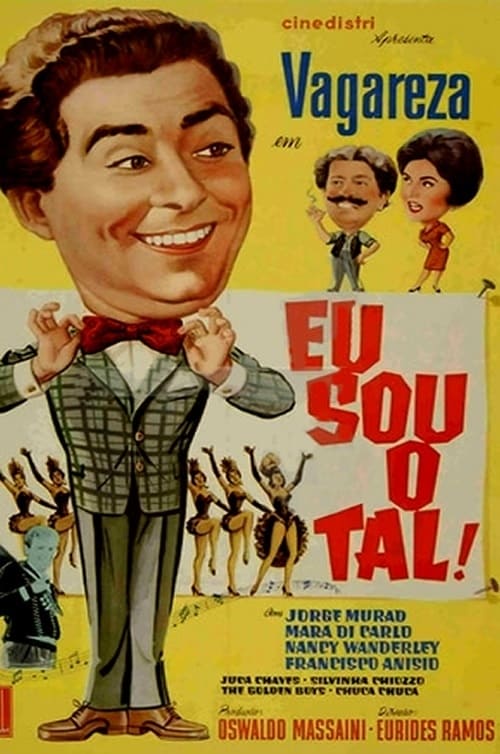 cinedistri
Apresenta
Vagareza
em
EU
SOU
O
TAL!
com JORGE MURAD
MARA DI CARLO
NANCY WANDERLEY
FRANCISCO ANISIO
JUCA CHAVES - SILVINHA CHIOZZO
THE GOLDEN BOYS - CHUCA CHUCA
Produção: Direção:
OSWALDO MASSAINI - EURIDES RAMOS